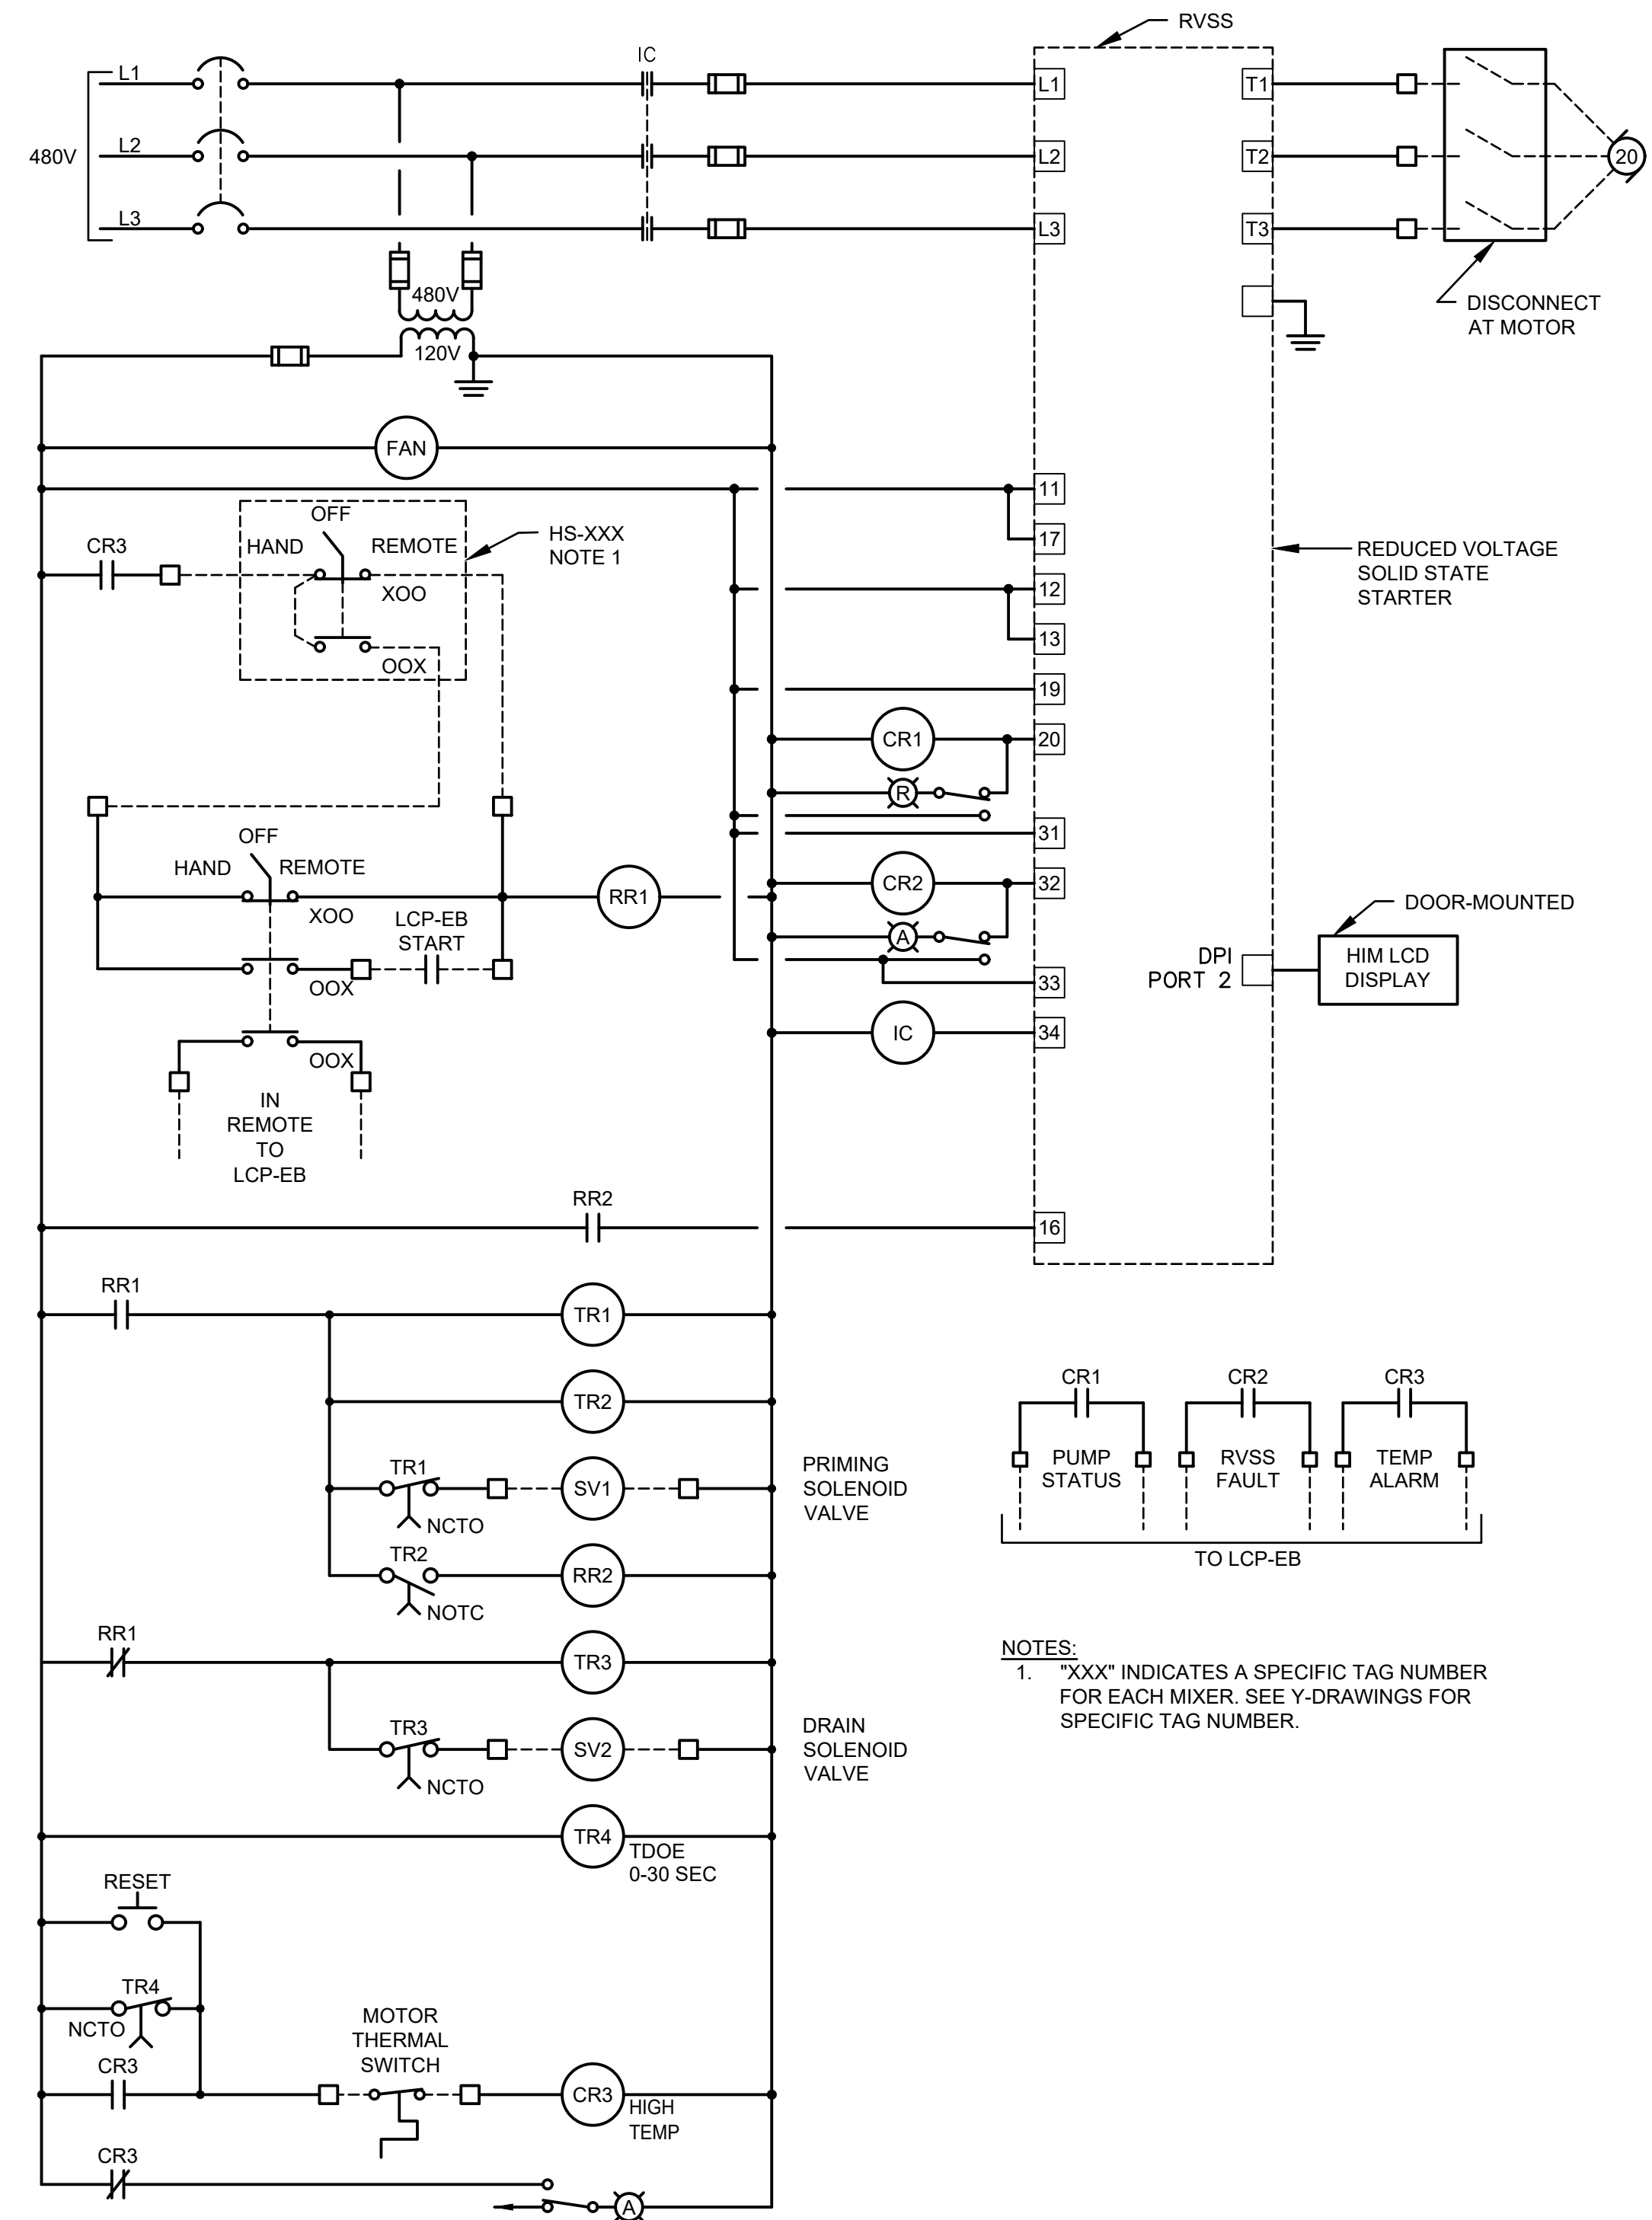 RVSS
IC
L1
L1
T1
480V
L2
L2
T2
20
L3
L3
T3
480V
DISCONNECT
AT MOTOR
120V
FAN
11
OFF
HAND
REMOTE
HS-XXX
NOTE 1
CR3
17
REDUCED VOLTAGE
SOLID STATE
STARTER
XOO
12
13
OOX
19
CR1
20
R
OFF
HAND
REMOTE
31
RR1
CR2
32
XOO
LCP-EB
START
A
DOOR-MOUNTED
DPI
PORT 2
HIM LCD
DISPLAY
OOX
33
IC
34
OOX
IN
REMOTE
TO
LCP-EB
RR2
16
RR1
TR1
TR2
CR1
CR2
CR3
PUMP
STATUS
RVSS
FAULT
TEMP
ALARM
TO LCP-EB
TR1
SV1
NCTO
PRIMING
SOLENOID
VALVE
TR2
RR2
NOTC
RR1
TR3
NOTES:
1. "XXX" INDICATES A SPECIFIC TAG NUMBER
FOR EACH MIXER. SEE Y-DRAWINGS FOR
SPECIFIC TAG NUMBER.
TR3
SV2
NCTO
DRAIN
SOLENOID
VALVE
TR4
TDOE
0-30 SEC
RESET
TR4
NCTO
MOTOR
THERMAL
SWITCH
CR3
CR3
HIGH
TEMP
CR3
A